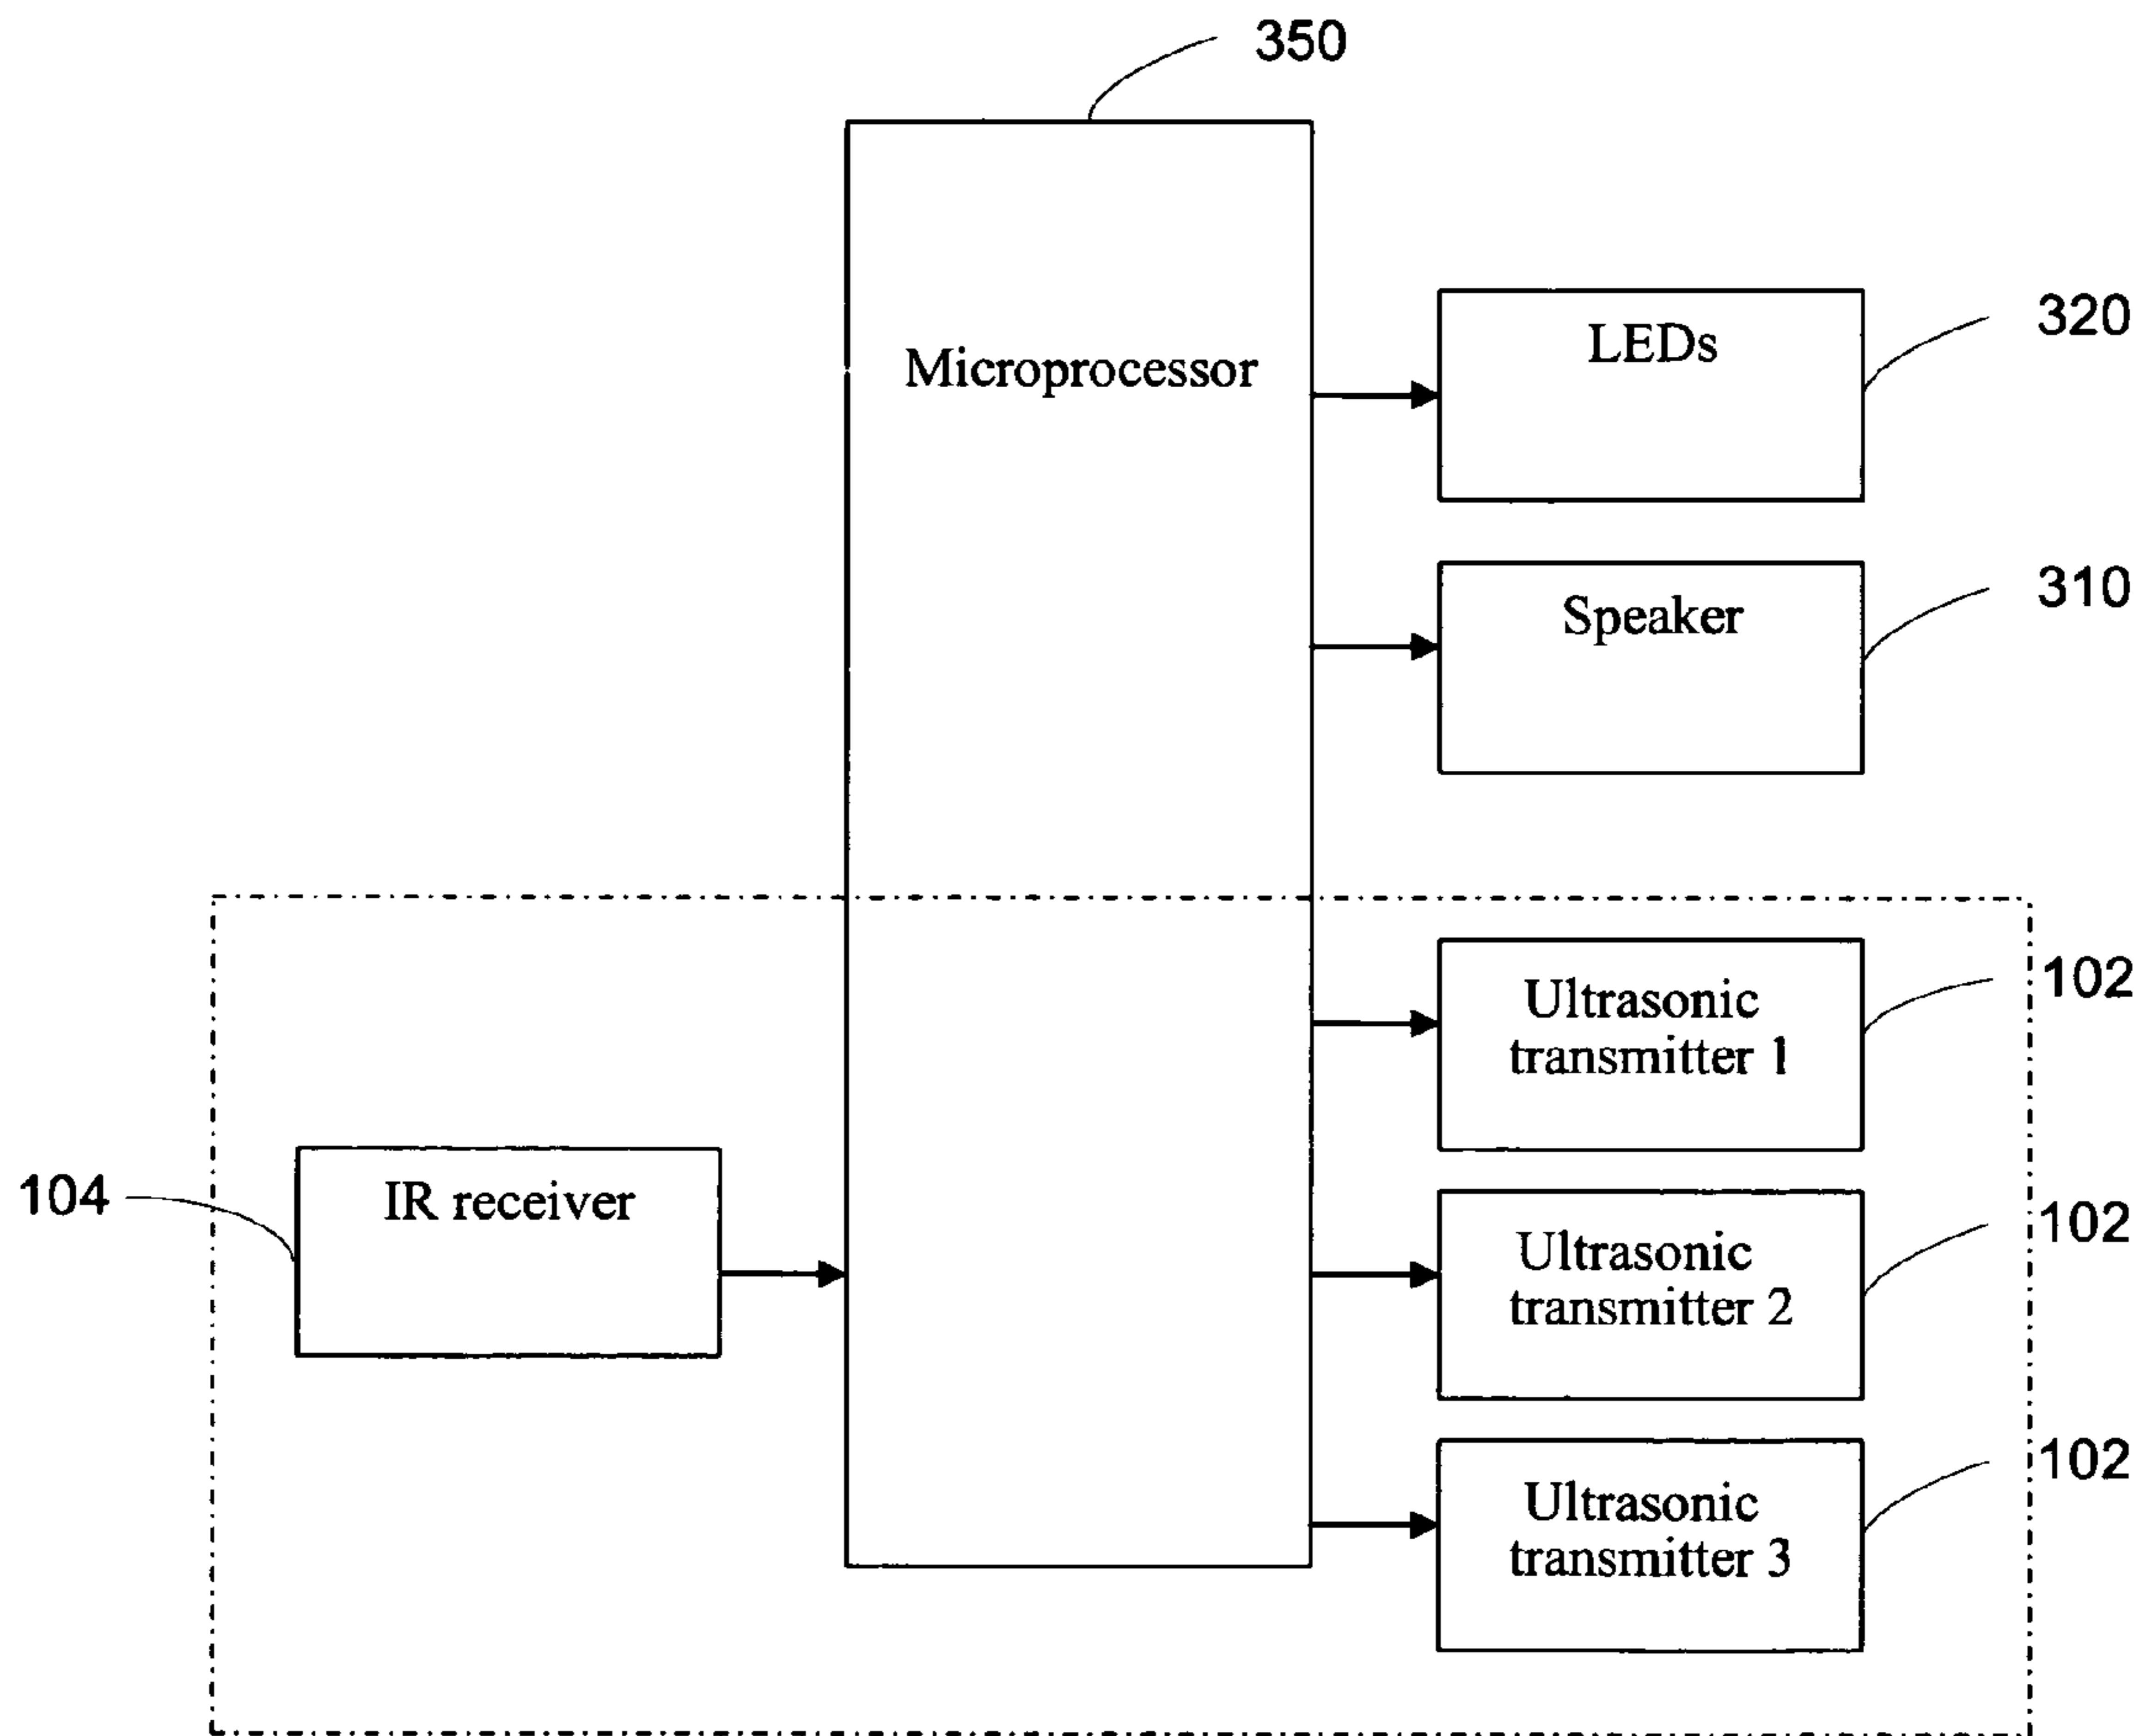 350
Microprocessor
LEDs
320
Speaker
310
Ultrasonic
transmitter 1
102
104
IR receiver
Ultrasonic
transmitter 2
102
Ultrasonic
transmitter 3
102